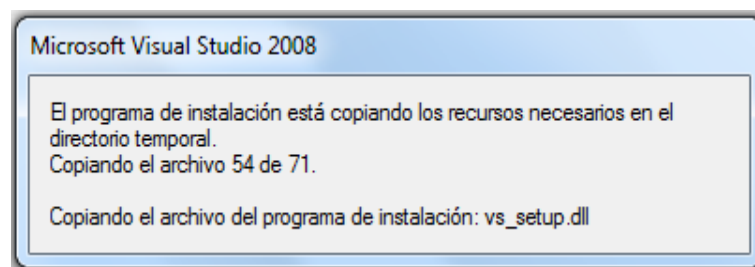 Microsoft Visual Studio 2008
El programa de instalación está copiando los recursos necesarios en el
directorio temporal.
Copiando el archivo 54 de 71.
Copiando el archivo del programa de instalación: vs_setup.dll